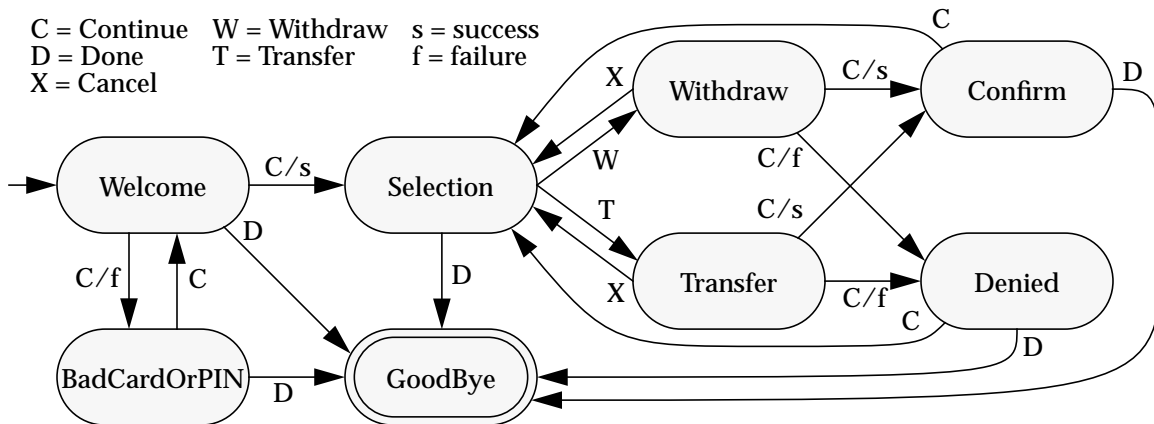 C = Continue W = Withdraw s = success
D = Done T = Transfer f = failure
X = Cancel
C
D
X
Withdraw
C/s
Confirm
W
C/f
Welcome
C/s
Selection
T
C/s
D
C/f
C
D
X
Transfer
C/f
Denied
C
D
BadCardOrPIN
D
GoodBye